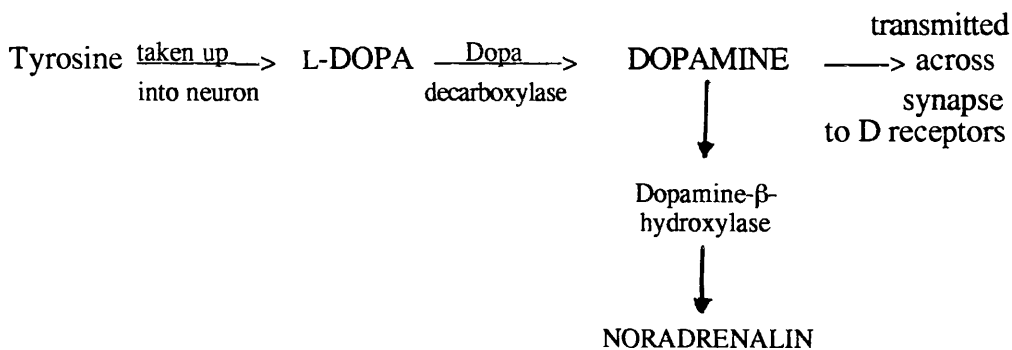 Tyrosine taken up into neuron L-DOPA Dopa decarboxylase DOPAMINE transmitted across synapse to D receptors
Dopamine-β-
hydroxylase
NORADRENALIN